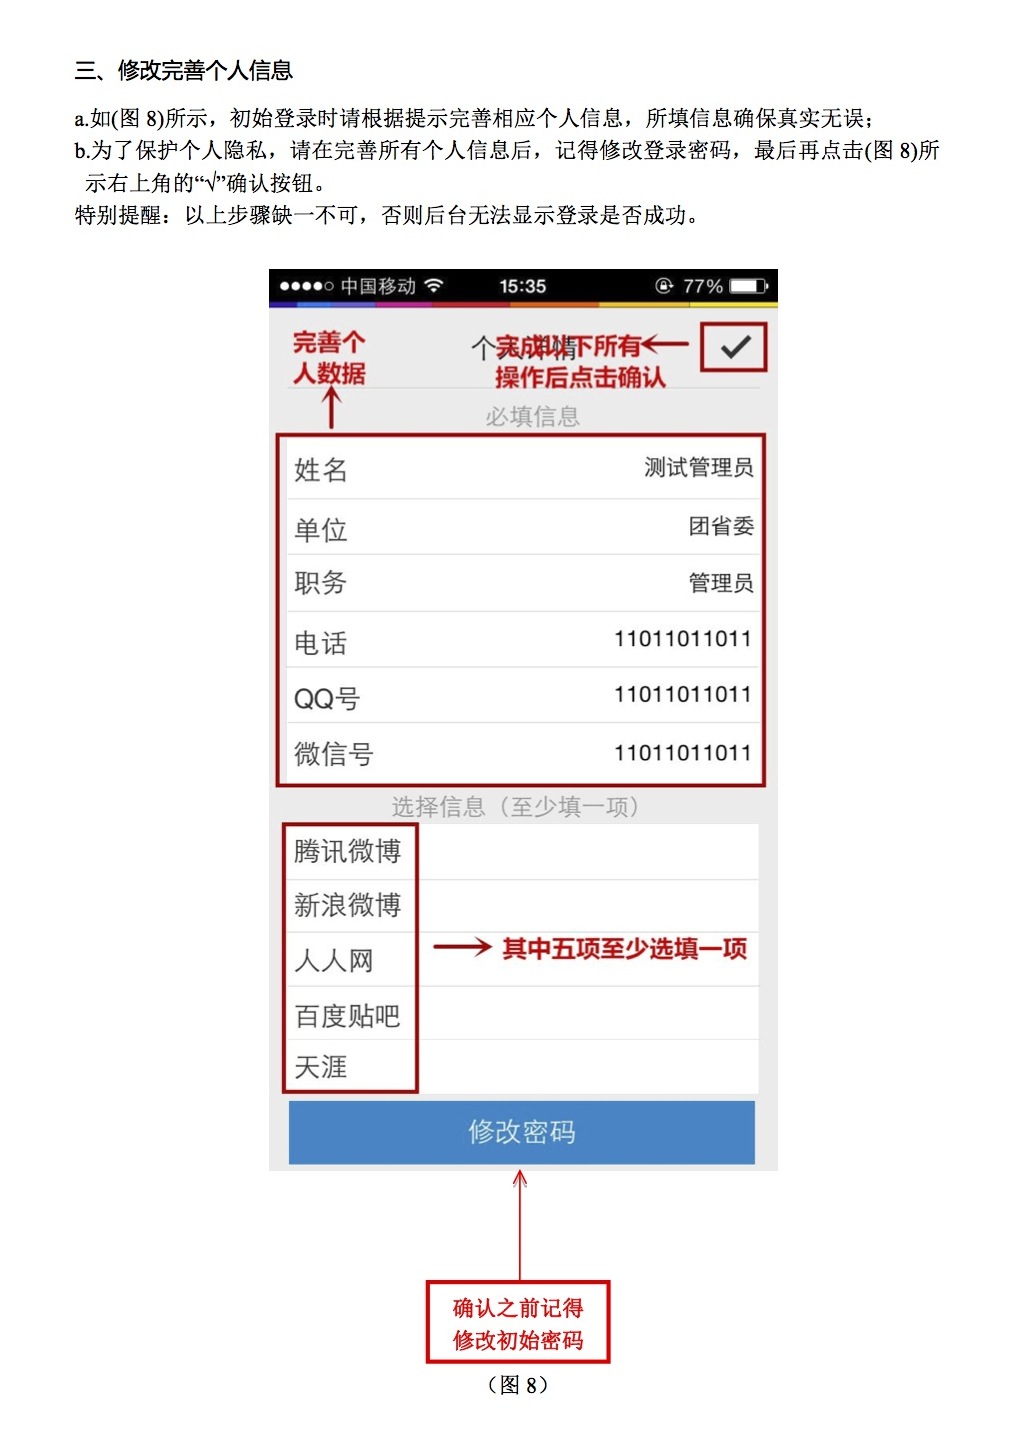 三、修改完善个人信息
a.如(图 8)所示，初始登录时请根据提示完善相应个人信息，所填信息确保真实无误；
b.为了保护个人隐私，请在完善所有个人信息后，记得修改登录密码，最后再点击(图 8)所
示右上角的“√”确认按钮。
特别提醒：以上步骤缺一不可，否则后台无法显示登录是否成功。
中国移动 15:35 77%
完善个
人数据
个人详情
完成以下所有
操作后点击确认
必填信息
姓名 测试管理员
单位 团省委
职务 管理员
电话 11011011011
QQ号 11011011011
微信号 11011011011
选择信息（至少填一项）
腾讯微博
新浪微博
人人网
其中五项至少选填一项
百度贴吧
天涯
修改密码
确认之前记得
修改初始密码
（图 8）